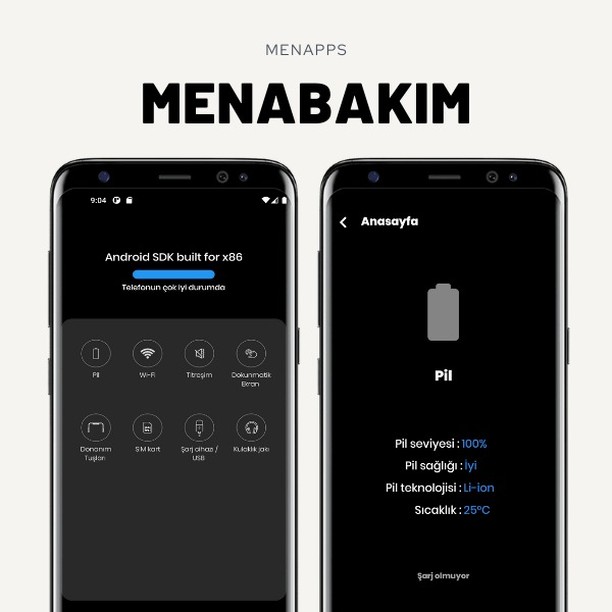 MENAPPS
MENABAKIM
9:04
Android SDK built for x86
Telefonun çok iyi durumda
Pil
Wi-Fi
Titreşim
Dokunmatik
Ekran
Donanım
Tuşları
SIM kart
Şarj cihazı /
USB
Kulaklık jakı
Anasayfa
Pil
Pil seviyesi : 100%
Pil sağlığı : İyi
Pil teknolojisi : Li-ion
Sıcaklık : 25°C
Şarj olmuyor